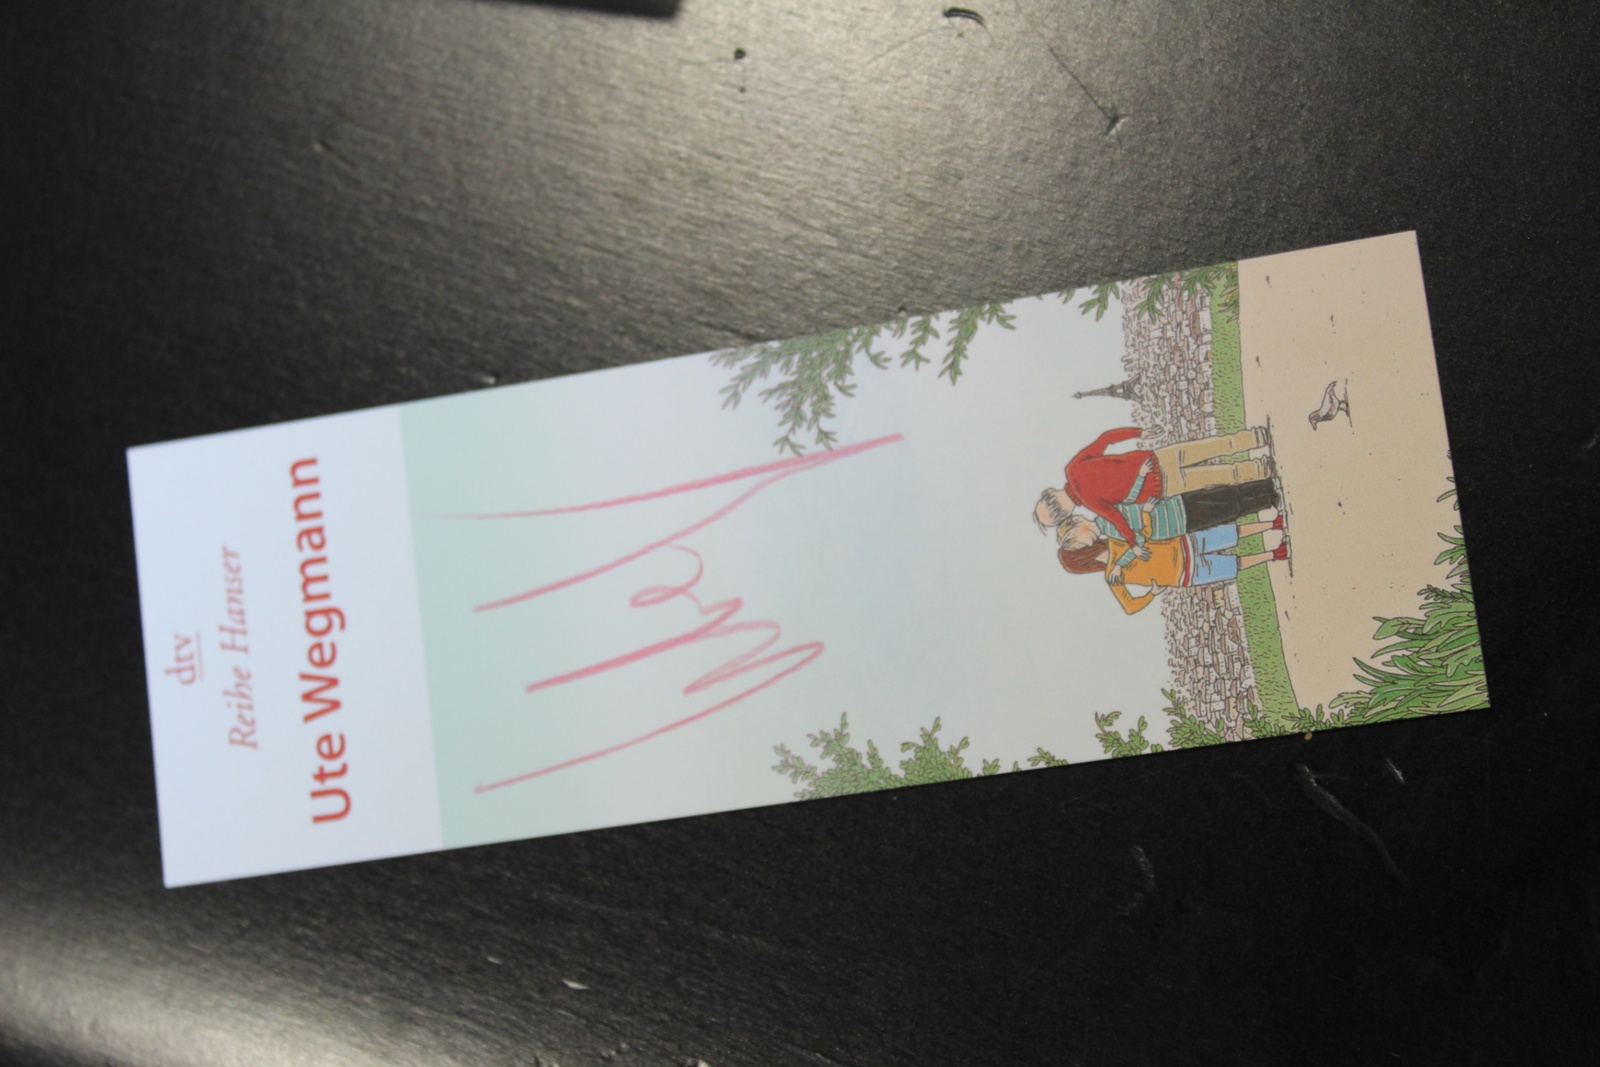 dtv
Reihe Hanser
Ute Wegmann